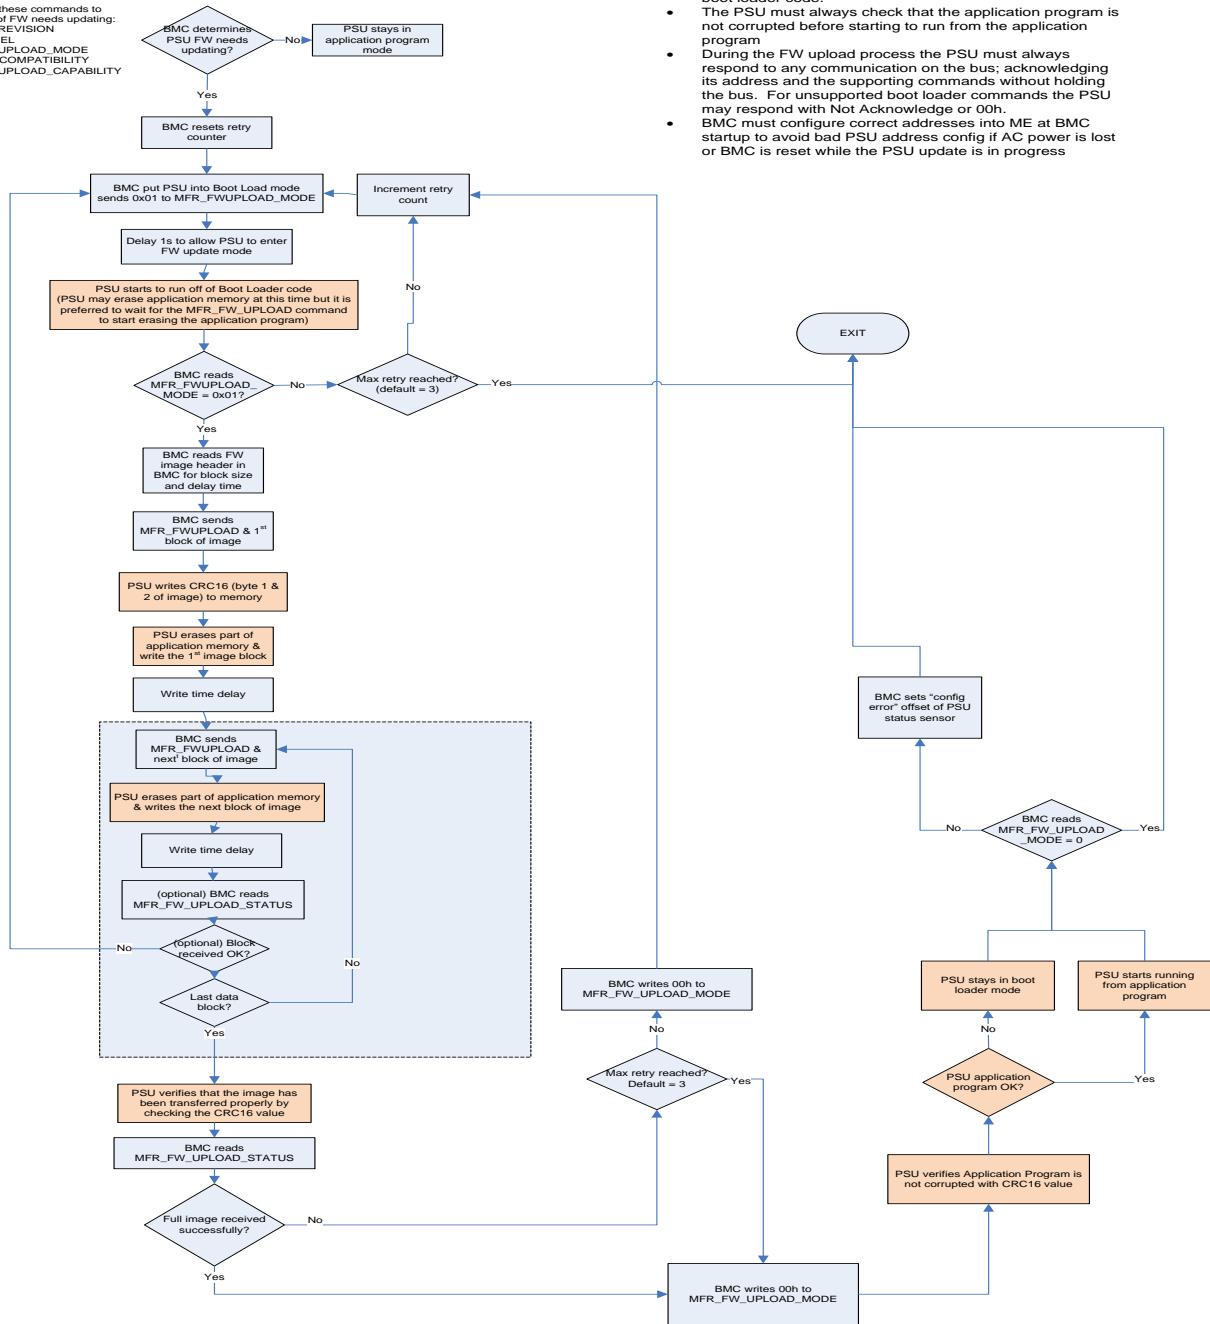 these commands to
of FW needs updating:
REVISION
EL
UPLOAD_MODE
COMPATIBILITY
UPLOAD_CAPABILITY
BMC determines
PSU FW needs
updating?
No
PSU stays in
application program
mode
boot loader code.
• The PSU must always check that the application program is
not corrupted before starting to run from the application
program
• During the FW upload process the PSU must always
respond to any communication on the bus; acknowledging
its address and the supporting commands without holding
the bus. For unsupported boot loader commands the PSU
may respond with Not Acknowledge or 00h.
• BMC must configure correct addresses into ME at BMC
startup to avoid bad PSU address config if AC power is lost
or BMC is reset while the PSU update is in progress
Yes
BMC resets retry
counter
BMC put PSU into Boot Load mode
sends 0x01 to MFR_FWUPLOAD_MODE
Increment retry
count
Delay 1s to allow PSU to enter
FW update mode
PSU starts to run off of Boot Loader code
(PSU may erase application memory at this time but it is
preferred to wait for the MFR_FW_UPLOAD command
to start erasing the application program)
No
EXIT
BMC reads
MFR_FWUPLOAD_
MODE = 0x01?
No
Max retry reached?
(default = 3)
Yes
Yes
BMC reads FW
image header in
BMC for block size
and delay time
BMC sends
MFR_FWUPLOAD & 1st
block of image
PSU writes CRC16 (byte 1 &
2 of image) to memory
PSU erases part of
application memory &
write the 1st image block
Write time delay
BMC sets “config
error” offset of PSU
status sensor
BMC sends
MFR_FWUPLOAD &
next block of image
PSU erases part of application memory
& writes the next block of image
Write time delay
(optional) BMC reads
MFR_FW_UPLOAD_STATUS
No
(optional) Block
received OK?
No
Last data
block?
Yes
No
BMC reads
MFR_FW_UPLOAD
_MODE = 0
Yes
BMC writes 00h to
MFR_FW_UPLOAD_MODE
PSU stays in boot
loader mode
PSU starts running
from application
program
No
No
Max retry reached?
Default = 3
Yes
PSU application
program OK?
Yes
PSU verifies that the image has
been transferred properly by
checking the CRC16 value
BMC reads
MFR_FW_UPLOAD_STATUS
PSU verifies Application Program is
not corrupted with CRC16 value
Full image received
successfully?
No
Yes
BMC writes 00h to
MFR_FW_UPLOAD_MODE